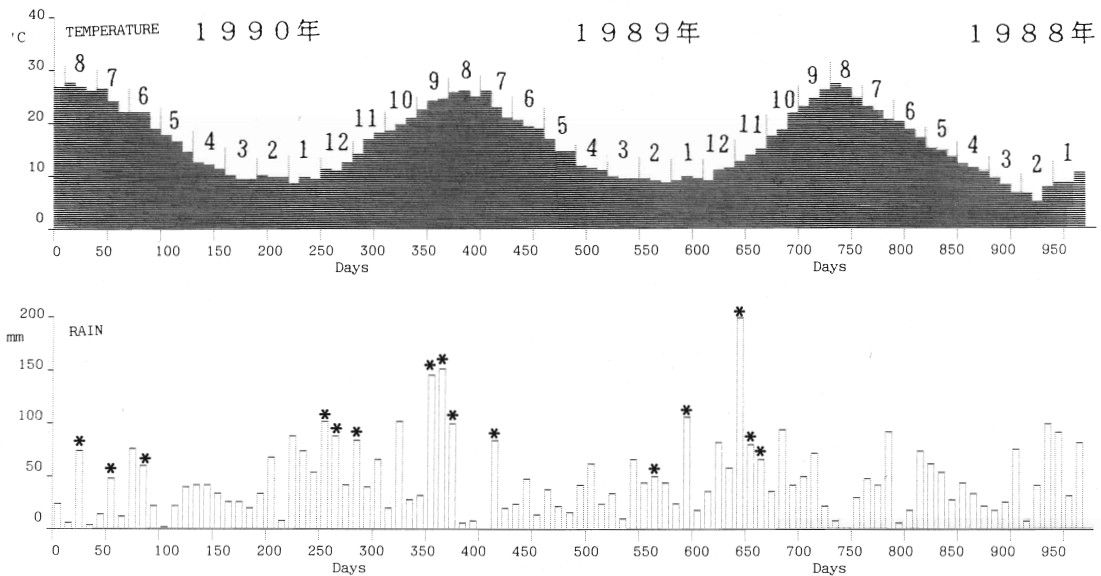 40
℃
TEMPERATURE
1990年
1989年
1988年
30
20
10
0
8 7 6 5 4 3 2 1 12 11 10 9 8 7 6 5 4 3 2 1 12 11 10 9 8 7 6 5 4 3 2 1
0 50 100 150 200 250 300 350 400 450 500 550 600 650 700 750 800 850 900 950
Days Days
200
mm
RAIN
150
100
50
0
* * * * * * * * * * * * * * *
0 50 100 150 200 250 300 350 400 450 500 550 600 650 700 750 800 850 900 950
Days Days